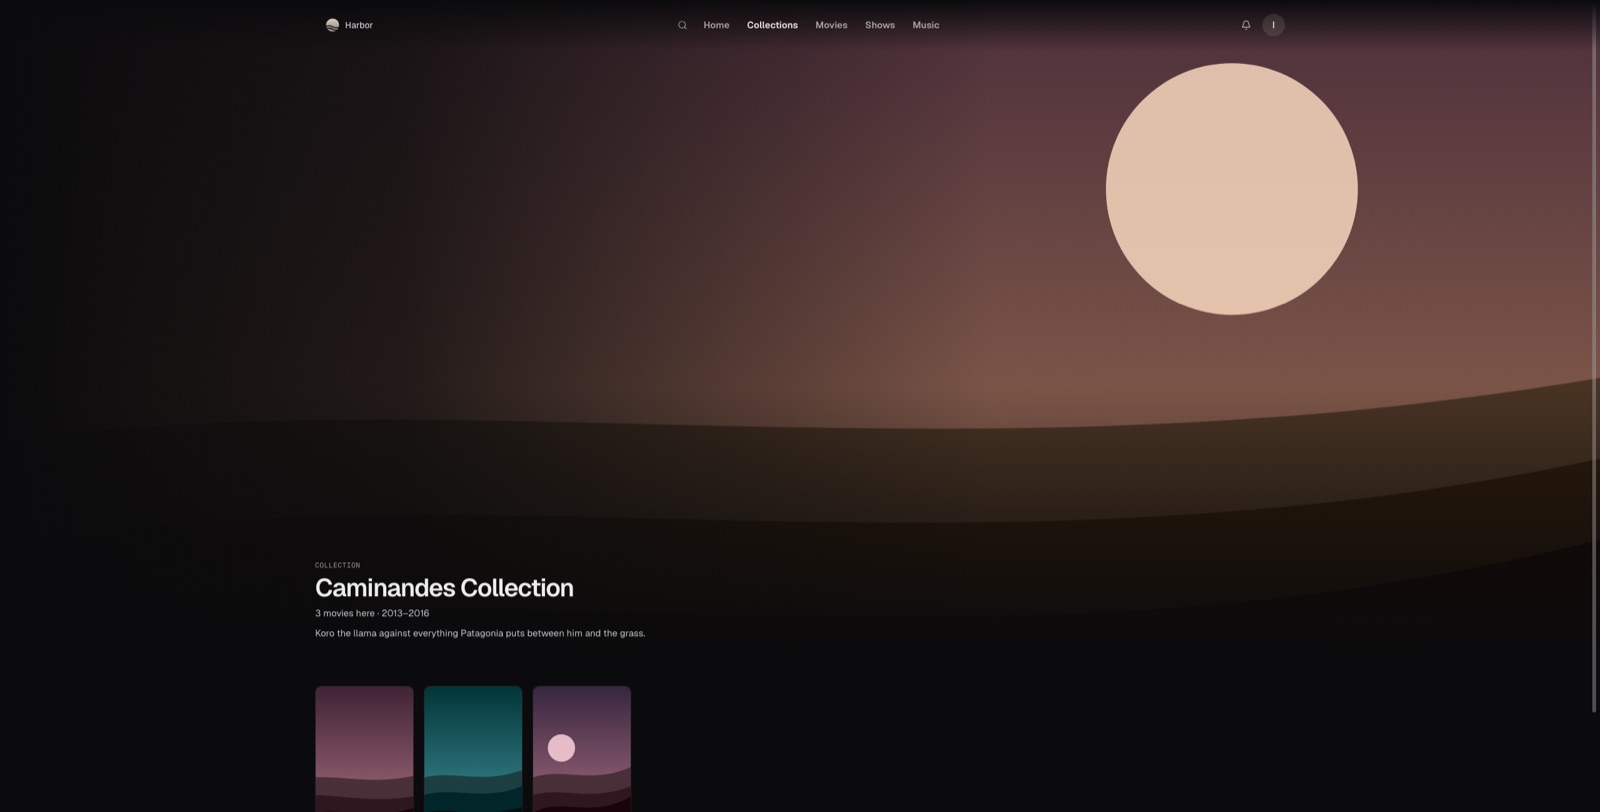 Harbor
Home Collections Movies Shows Music
I
COLLECTION
Caminandes Collection
3 movies here · 2013–2016
Koro the llama against everything Patagonia puts between him and the grass.